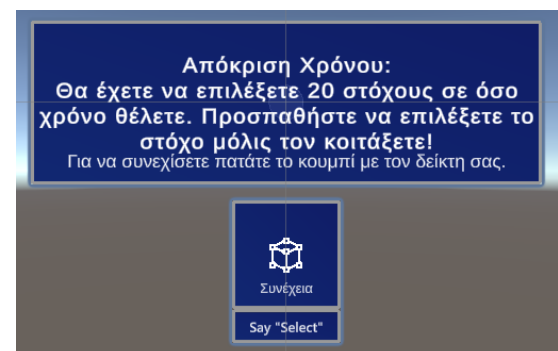 Απόκριση Χρόνου:
Θα έχετε να επιλέξετε 20 στόχους σε όσο
χρόνο θέλετε. Προσπαθήστε να επιλέξετε το
στόχο μόλις τον κοιτάξετε!
Για να συνεχίσετε πατάτε το κουμπί με τον δείκτη σας.
Συνέχεια
Say "Select"